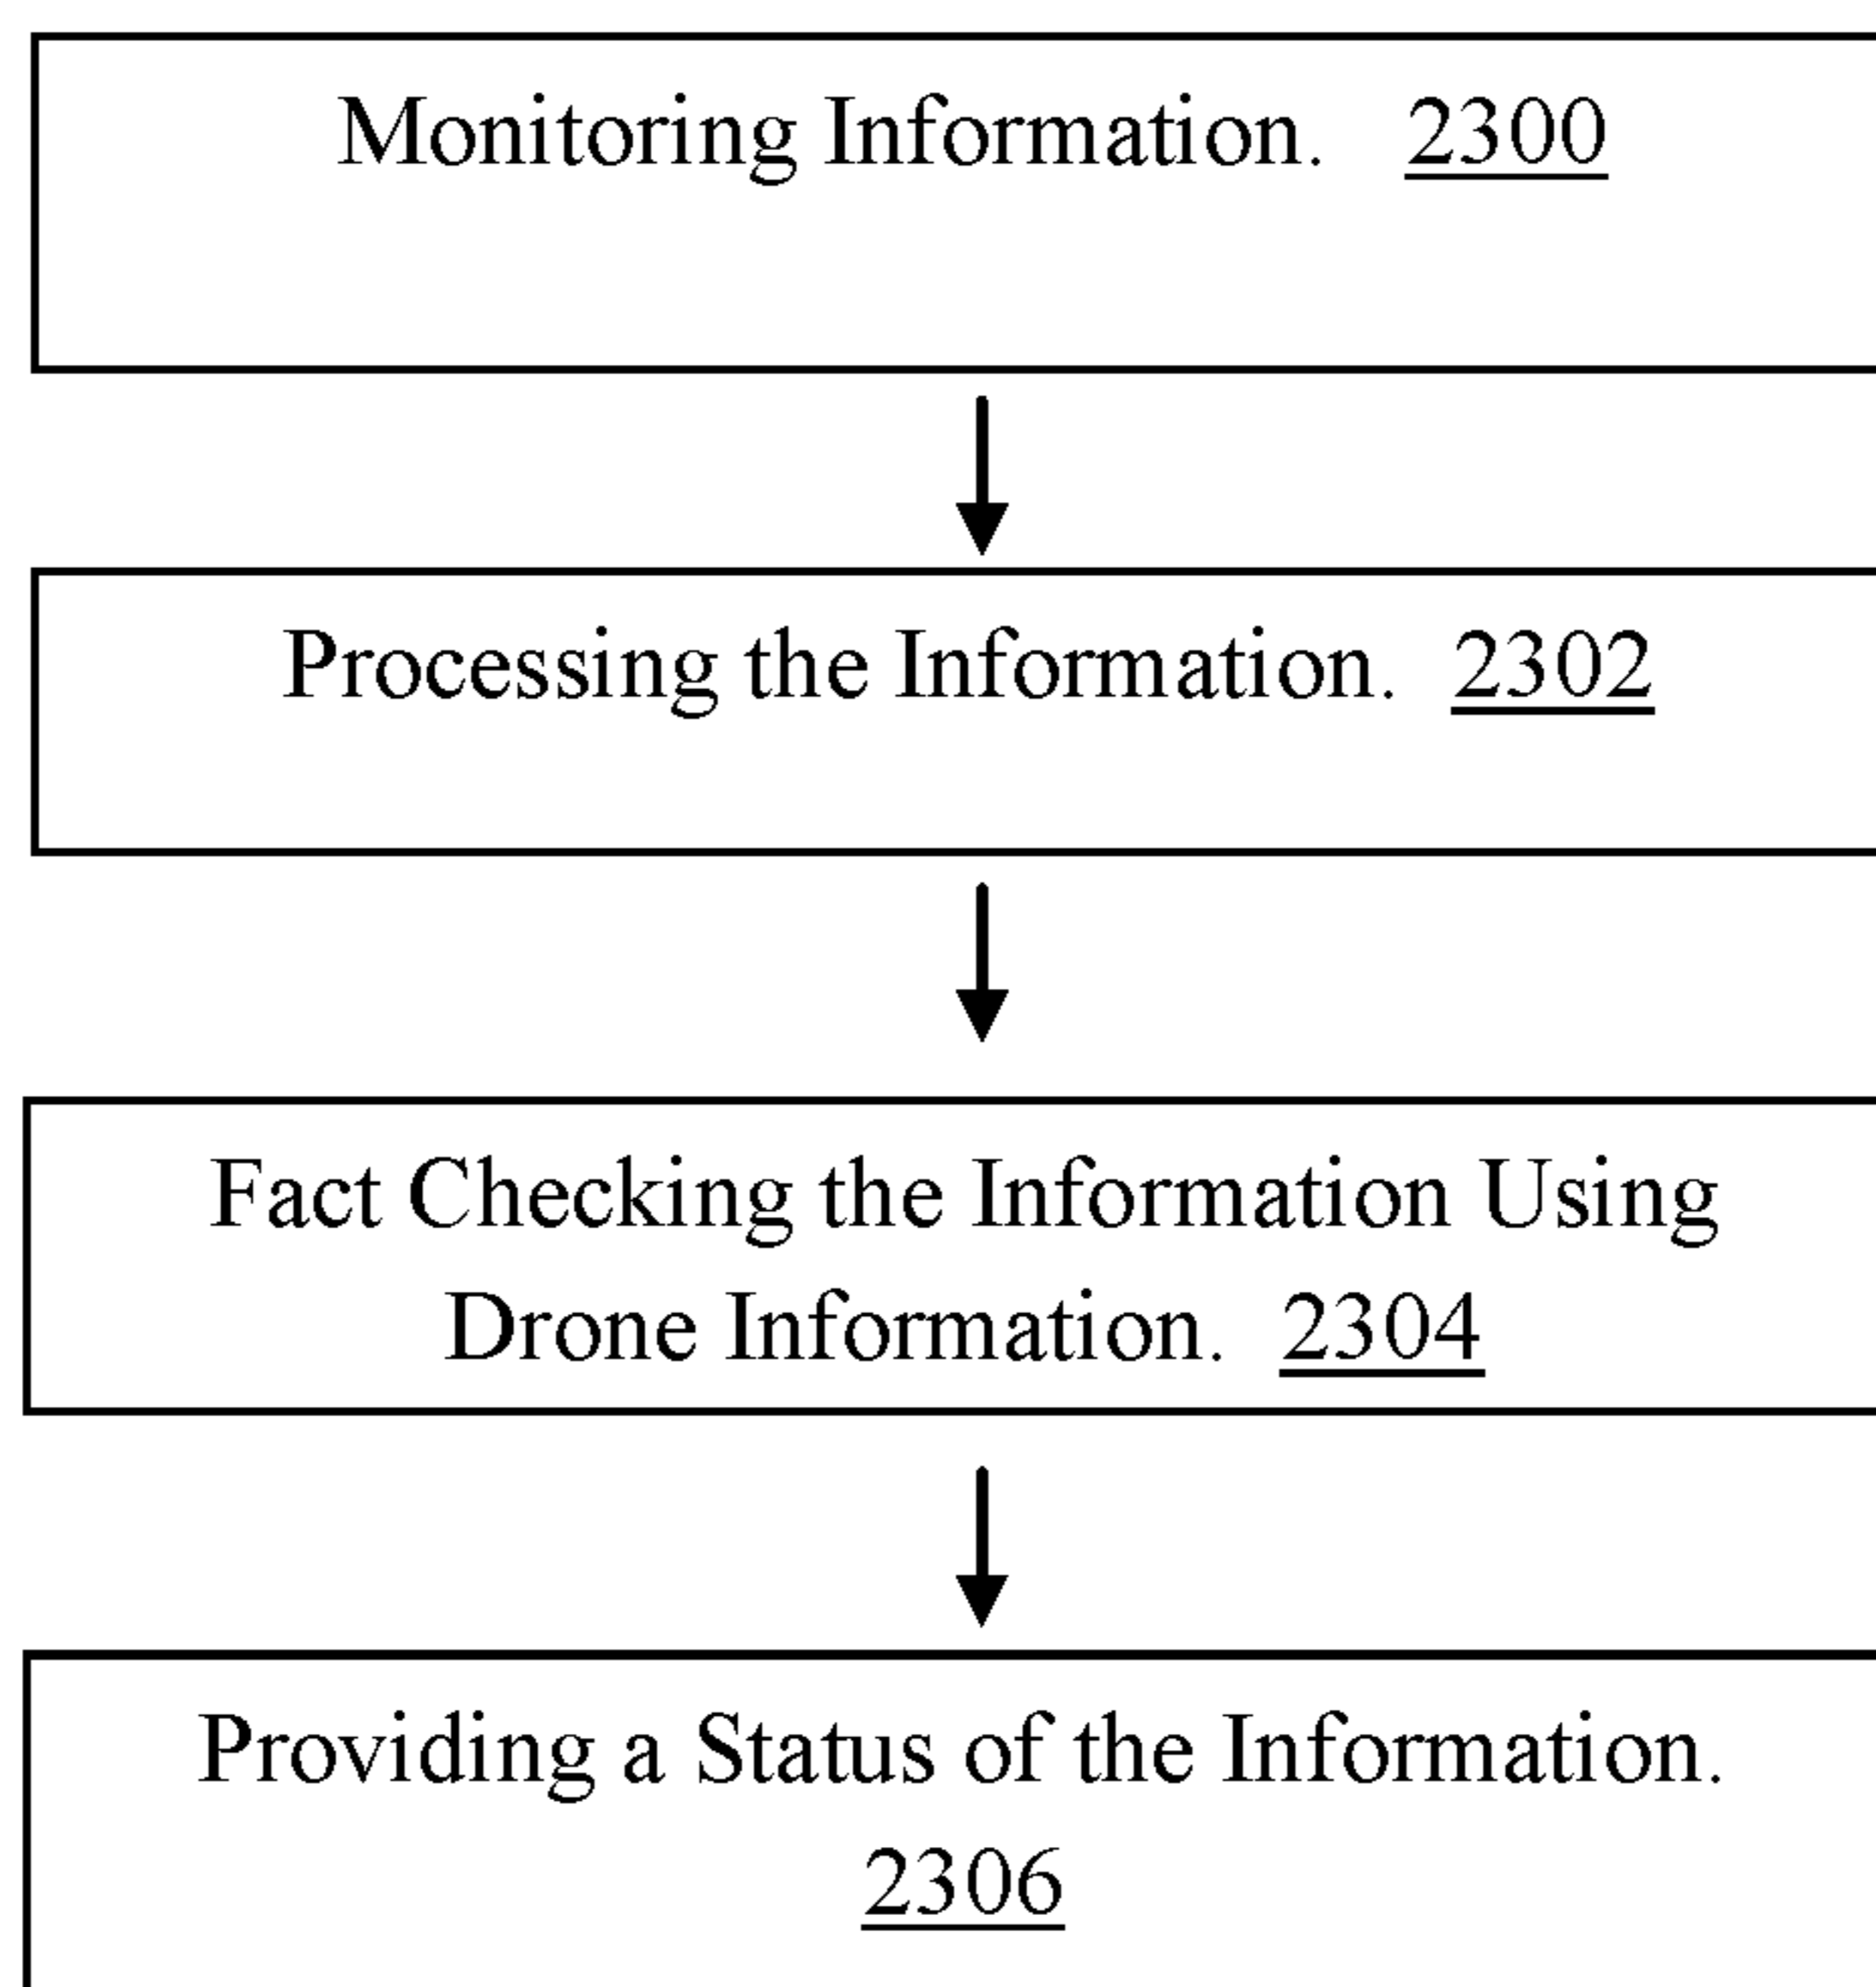 Monitoring Information. 2300
Processing the Information. 2302
Fact Checking the Information Using
Drone Information. 2304
Providing a Status of the Information.
2306